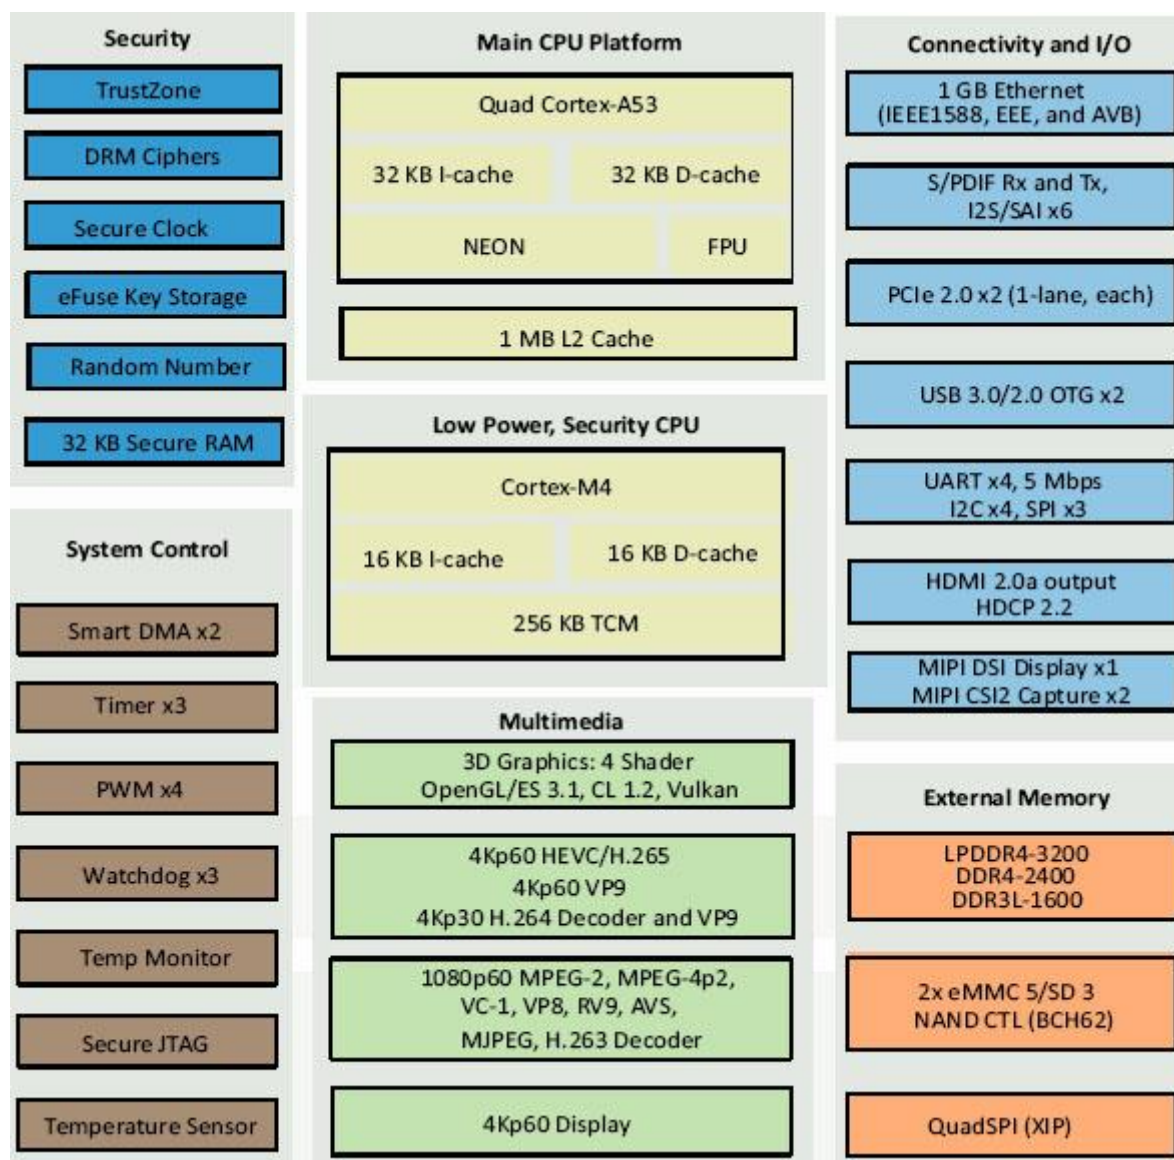 Security
TrustZone
DRM Ciphers
Secure Clock
eFuse Key Storage
Random Number
32 KB Secure RAM
System Control
Smart DMA x2
Timer x3
PWM x4
Watchdog x3
Temp Monitor
Secure JTAG
Temperature Sensor
Main CPU Platform
Quad Cortex-A53
32 KB I-cache
32 KB D-cache
NEON
FPU
1 MB L2 Cache
Low Power, Security CPU
Cortex-M4
16 KB I-cache
16 KB D-cache
256 KB TCM
Multimedia
3D Graphics: 4 Shader
OpenGL/ES 3.1, CL 1.2, Vulkan
4Kp60 HEVC/H.265
4Kp60 VP9
4Kp30 H.264 Decoder and VP9
1080p60 MPEG-2, MPEG-4p2,
VC-1, VP8, RV9, AVS,
MJPEG, H.263 Decoder
4Kp60 Display
Connectivity and I/O
1 GB Ethernet
(IEEE1588, EEE, and AVB)
S/PDIF Rx and Tx,
I2S/SAI x6
PCIe 2.0 x2 (1-lane, each)
USB 3.0/2.0 OTG x2
UART x4, 5 Mbps
I2C x4, SPI x3
HDMI 2.0a output
HDCP 2.2
MIPI DSI Display x1
MIPI CSI2 Capture x2
External Memory
LPDDR4-3200
DDR4-2400
DDR3L-1600
2x eMMC 5/SD 3
NAND CTL (BCH62)
QuadSPI (XIP)